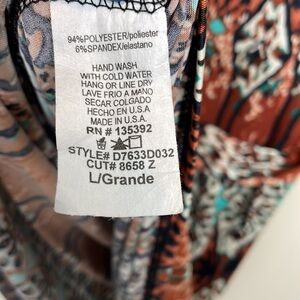 94%POLYESTER/poliester
6%SPANDEX/elastano
HAND WASH
WITH COLD WATER
HANG OR LINE DRY
LAVE FRIO A MANO
SECAR COLGADO
HECHO EN U.S.A.
MADE IN U.S.A.
RN # 135392
STYLE# D7633D032
CUT# 8658 Z
L/Grande